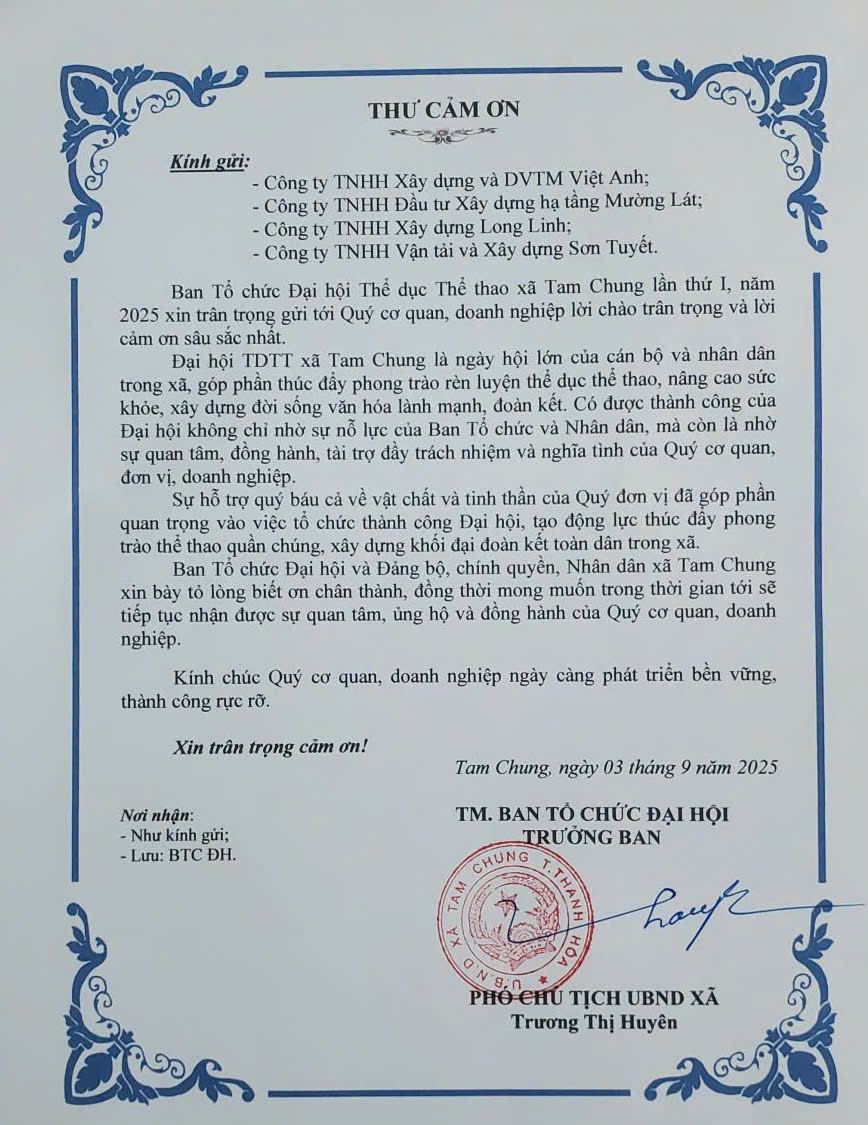 THƯ CẢM ƠN
Kính gửi:
- Công ty TNHH Xây dựng và DVTM Việt Anh;
- Công ty TNHH Đầu tư Xây dựng hạ tầng Mường Lát;
- Công ty TNHH Xây dựng Long Linh;
- Công ty TNHH Vận tải và Xây dựng Sơn Tuyết.
Ban Tổ chức Đại hội Thể dục Thể thao xã Tam Chung lần thứ I, năm
2025 xin trân trọng gửi tới Quý cơ quan, doanh nghiệp lời chào trân trọng và lời
cảm ơn sâu sắc nhất.
Đại hội TDTT xã Tam Chung là ngày hội lớn của cán bộ và nhân dân
trong xã, góp phần thúc đẩy phong trào rèn luyện thể dục thể thao, nâng cao sức
khỏe, xây dựng đời sống văn hóa lành mạnh, đoàn kết. Có được thành công của
Đại hội không chỉ nhờ sự nỗ lực của Ban Tổ chức và Nhân dân, mà còn là nhờ
sự quan tâm, đồng hành, tài trợ đầy trách nhiệm và nghĩa tình của Quý cơ quan,
đơn vị, doanh nghiệp.
Sự hỗ trợ quý báu cả về vật chất và tinh thần của Quý đơn vị đã góp phần
quan trọng vào việc tổ chức thành công Đại hội, tạo động lực thúc đẩy phong
trào thể thao quần chúng, xây dựng khối đại đoàn kết toàn dân trong xã.
Ban Tổ chức Đại hội và Đảng bộ, chính quyền, Nhân dân xã Tam Chung
xin bày tỏ lòng biết ơn chân thành, đồng thời mong muốn trong thời gian tới sẽ
tiếp tục nhận được sự quan tâm, ủng hộ và đồng hành của Quý cơ quan, doanh
nghiệp.
Kính chúc Quý cơ quan, doanh nghiệp ngày càng phát triển bền vững,
thành công rực rỡ.
Xin trân trọng cảm ơn!
Tam Chung, ngày 03 tháng 9 năm 2025
Nơi nhận:
- Như kính gửi;
- Lưu: BTC ĐH.
TM. BAN TỔ CHỨC ĐẠI HỘI
TRƯỞNG BAN
U.B.N.D XÃ TAM CHUNG T.THANH HÓA
PHÓ CHỦ TỊCH UBND XÃ
Trương Thị Huyên